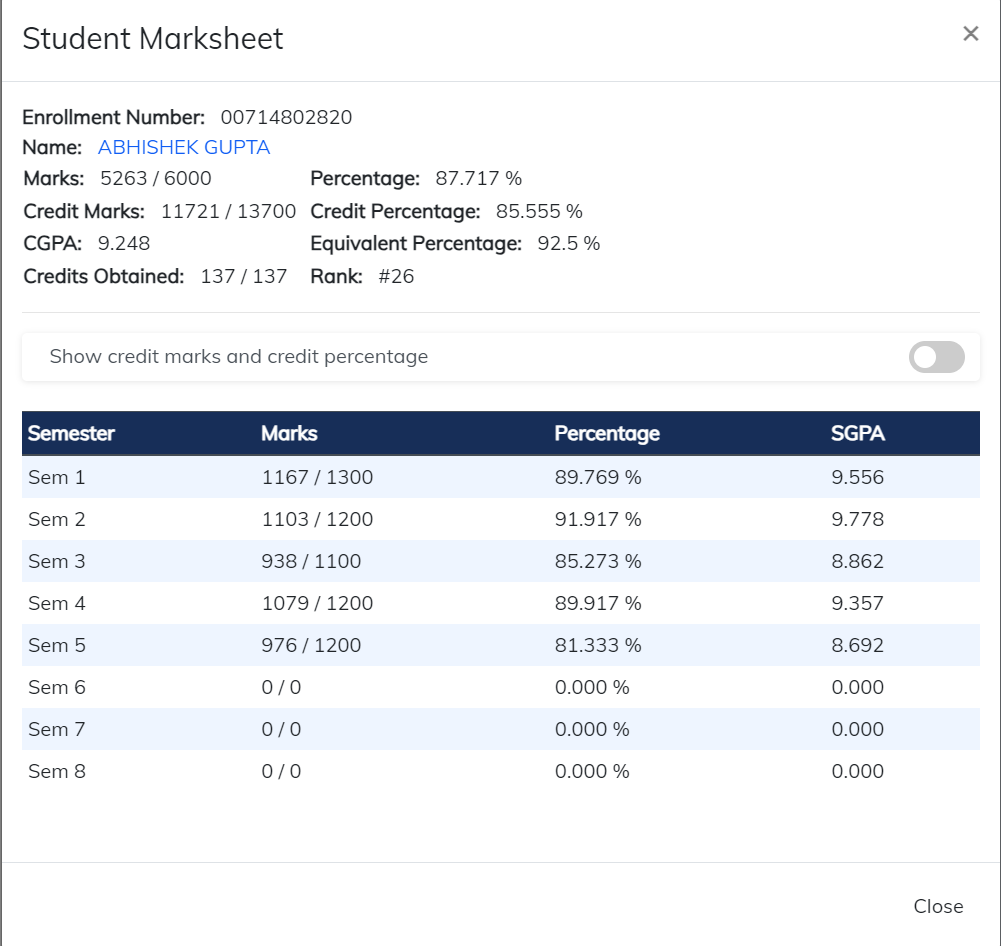 Student Marksheet ×
Enrollment Number: 00714802820
Name: ABHISHEK GUPTA
Marks: 5263 / 6000 Percentage: 87.717 %
Credit Marks: 11721 / 13700 Credit Percentage: 85.555 %
CGPA: 9.248 Equivalent Percentage: 92.5 %
Credits Obtained: 137 / 137 Rank: #26
Show credit marks and credit percentage
Semester Marks Percentage SGPA
Sem 1 1167 / 1300 89.769 % 9.556
Sem 2 1103 / 1200 91.917 % 9.778
Sem 3 938 / 1100 85.273 % 8.862
Sem 4 1079 / 1200 89.917 % 9.357
Sem 5 976 / 1200 81.333 % 8.692
Sem 6 0 / 0 0.000 % 0.000
Sem 7 0 / 0 0.000 % 0.000
Sem 8 0 / 0 0.000 % 0.000
Close